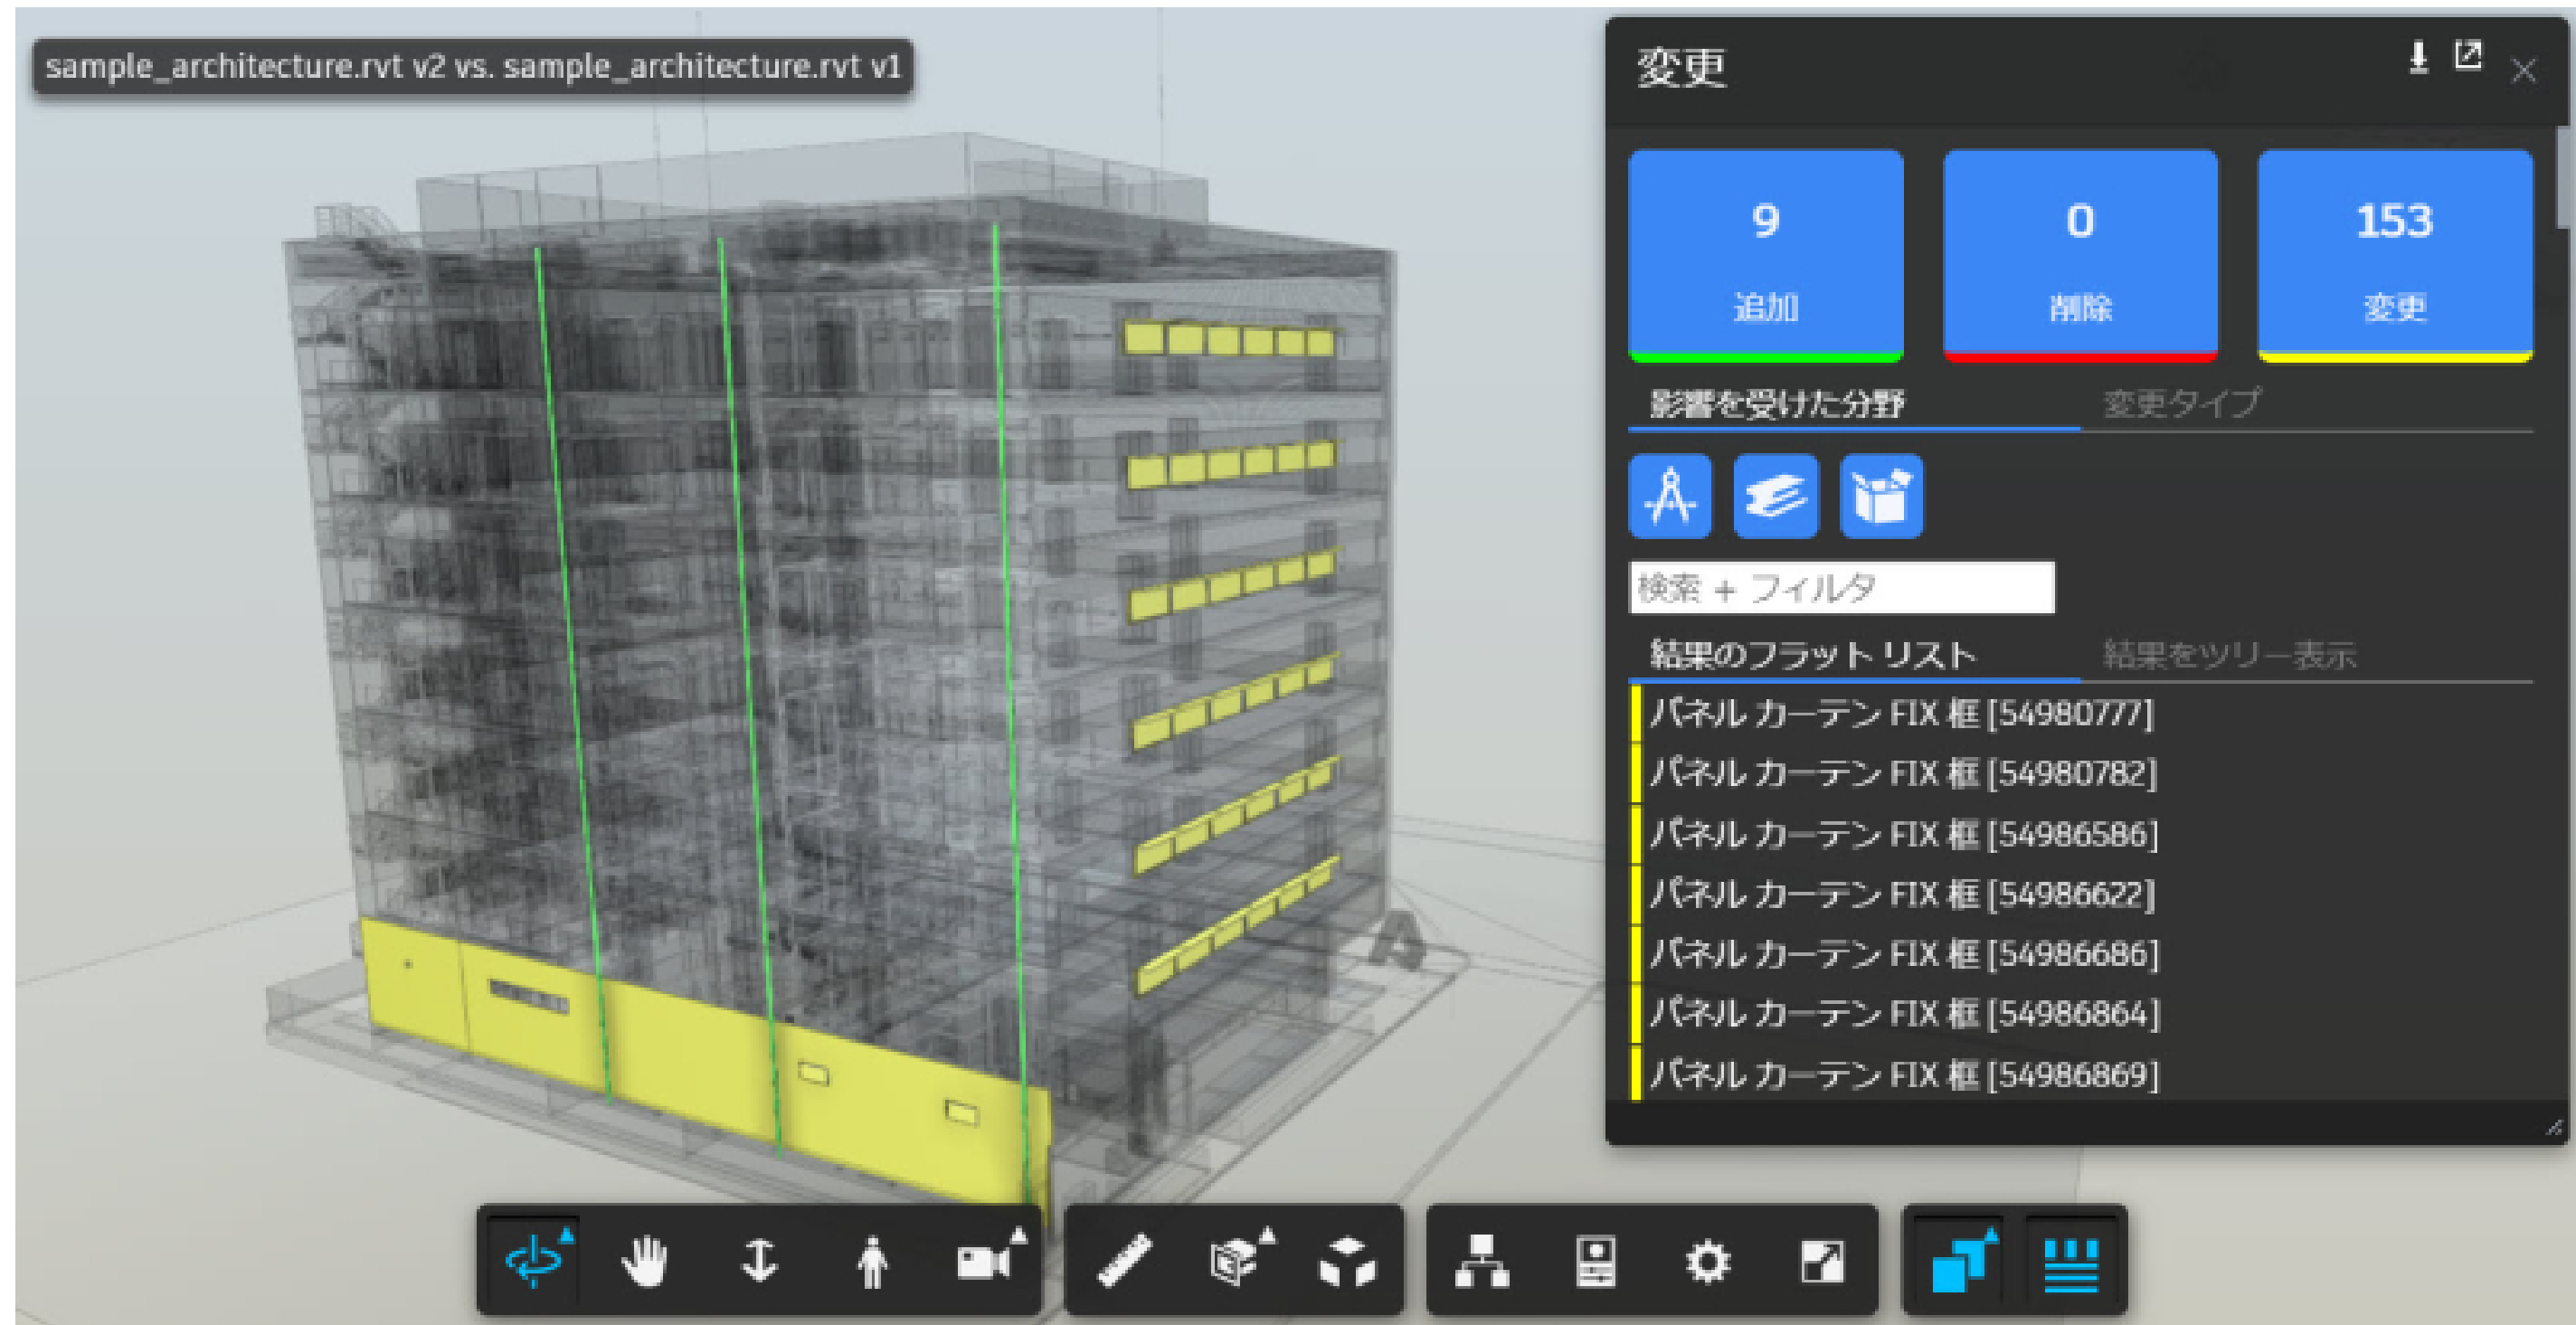 sample_architecture.rvt v2 vs. sample_architecture.rvt v1
変更
9
追加
0
削除
153
変更
影響を受けた分野
変更タイプ
検索 + フィルタ
結果のフラット リスト
結果をツリー表示
パネル カーテン FIX 框 [54980777]
パネル カーテン FIX 框 [54980782]
パネル カーテン FIX 框 [54986586]
パネル カーテン FIX 框 [54986622]
パネル カーテン FIX 框 [54986686]
パネル カーテン FIX 框 [54986864]
パネル カーテン FIX 框 [54986869]
A